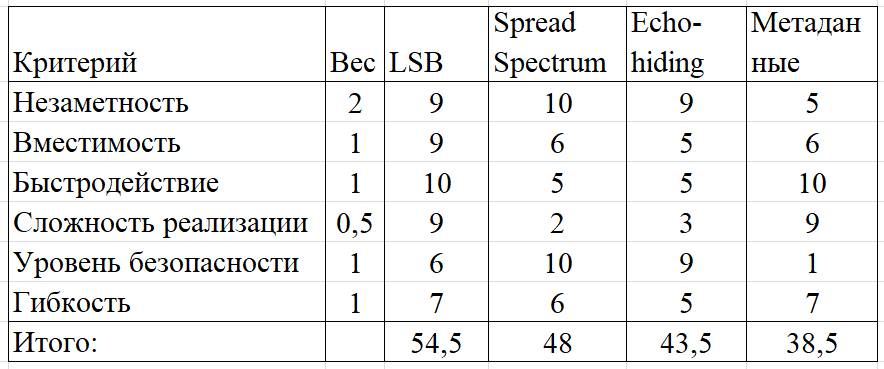 Критерий Вес LSB Spread Spectrum Echo-hiding Метаданные
Незаметность 2 9 10 9 5
Вместимость 1 9 6 5 6
Быстродействие 1 10 5 5 10
Сложность реализации 0,5 9 2 3 9
Уровень безопасности 1 6 10 9 1
Гибкость 1 7 6 5 7
Итого: 54,5 48 43,5 38,5